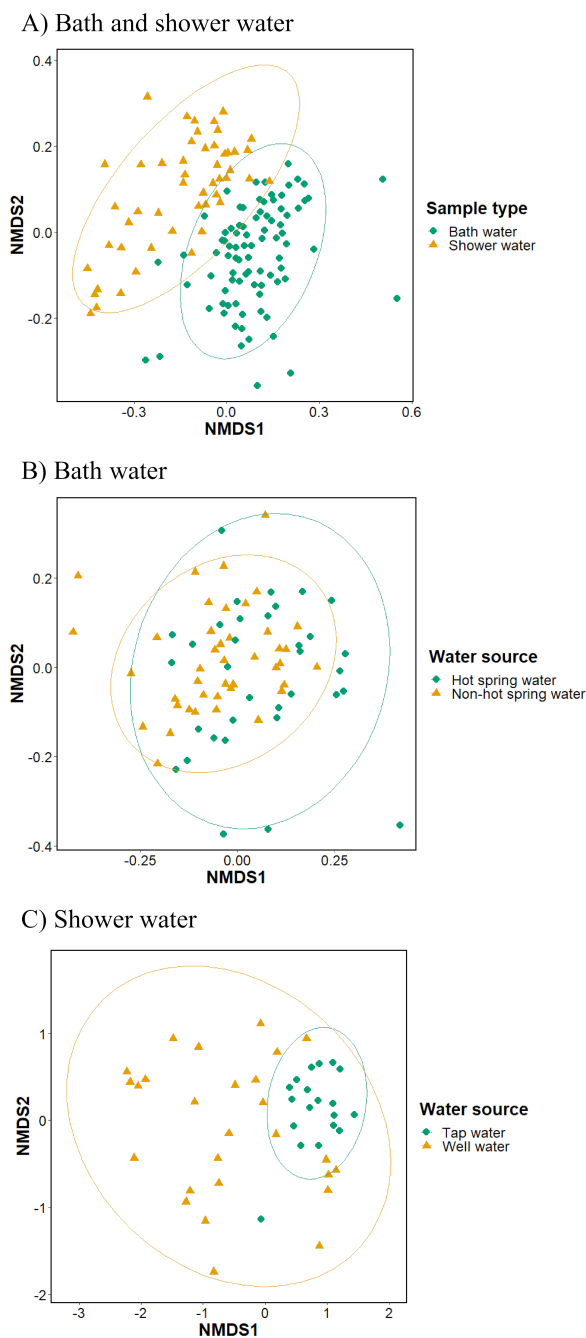 A) Bath and shower water
0.4
0.2
0.0
-0.2
NMDS2
-0.3
0.0
0.3
0.6
NMDS1
Sample type
Bath water
Shower water
B) Bath water
0.2
0.0
-0.2
-0.4
NMDS2
-0.25
0.00
0.25
NMDS1
Water source
Hot spring water
Non-hot spring water
C) Shower water
1
0
-1
-2
NMDS2
-3
-2
-1
0
1
2
NMDS1
Water source
Tap water
Well water